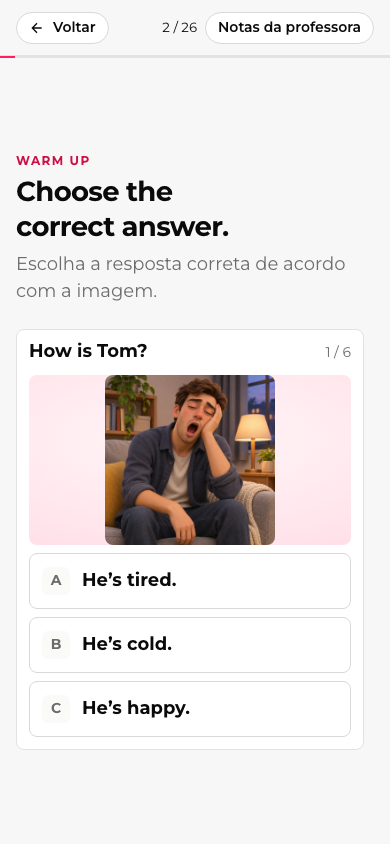 Voltar
2 / 26
Notas da professora
WARM UP
Choose the
correct answer.
Escolha a resposta correta de acordo
com a imagem.
How is Tom?
1 / 6
A He’s tired.
B He’s cold.
C He’s happy.